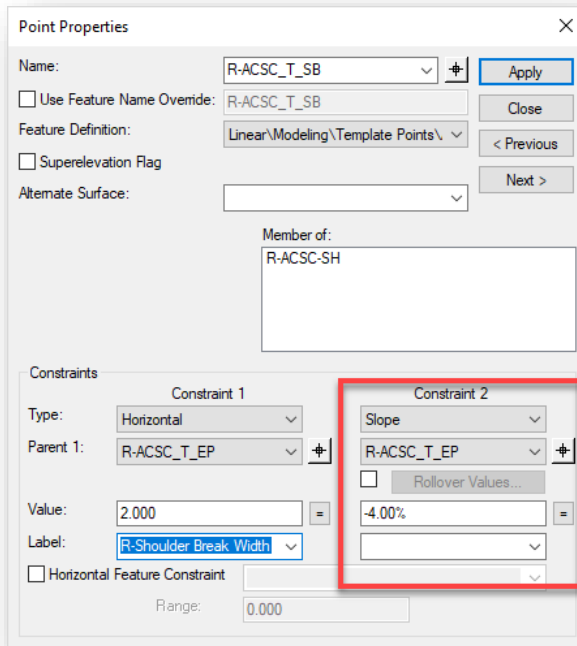 Point Properties
Name: R-ACSC_T_SB Apply
Use Feature Name Override: R-ACSC_T_SB Close
Feature Definition: Linear\Modeling\Template Points\. < Previous
Superelevation Flag Next >
Alternate Surface:
Member of:
R-ACSC-SH
Constraints
Constraint 1 Constraint 2
Type: Horizontal Slope
Parent 1: R-ACSC_T_EP R-ACSC_T_EP
Rollover Values...
Value: 2.000 = -4.00% =
Label: R-Shoulder Break Width
Horizontal Feature Constraint
Range: 0.000